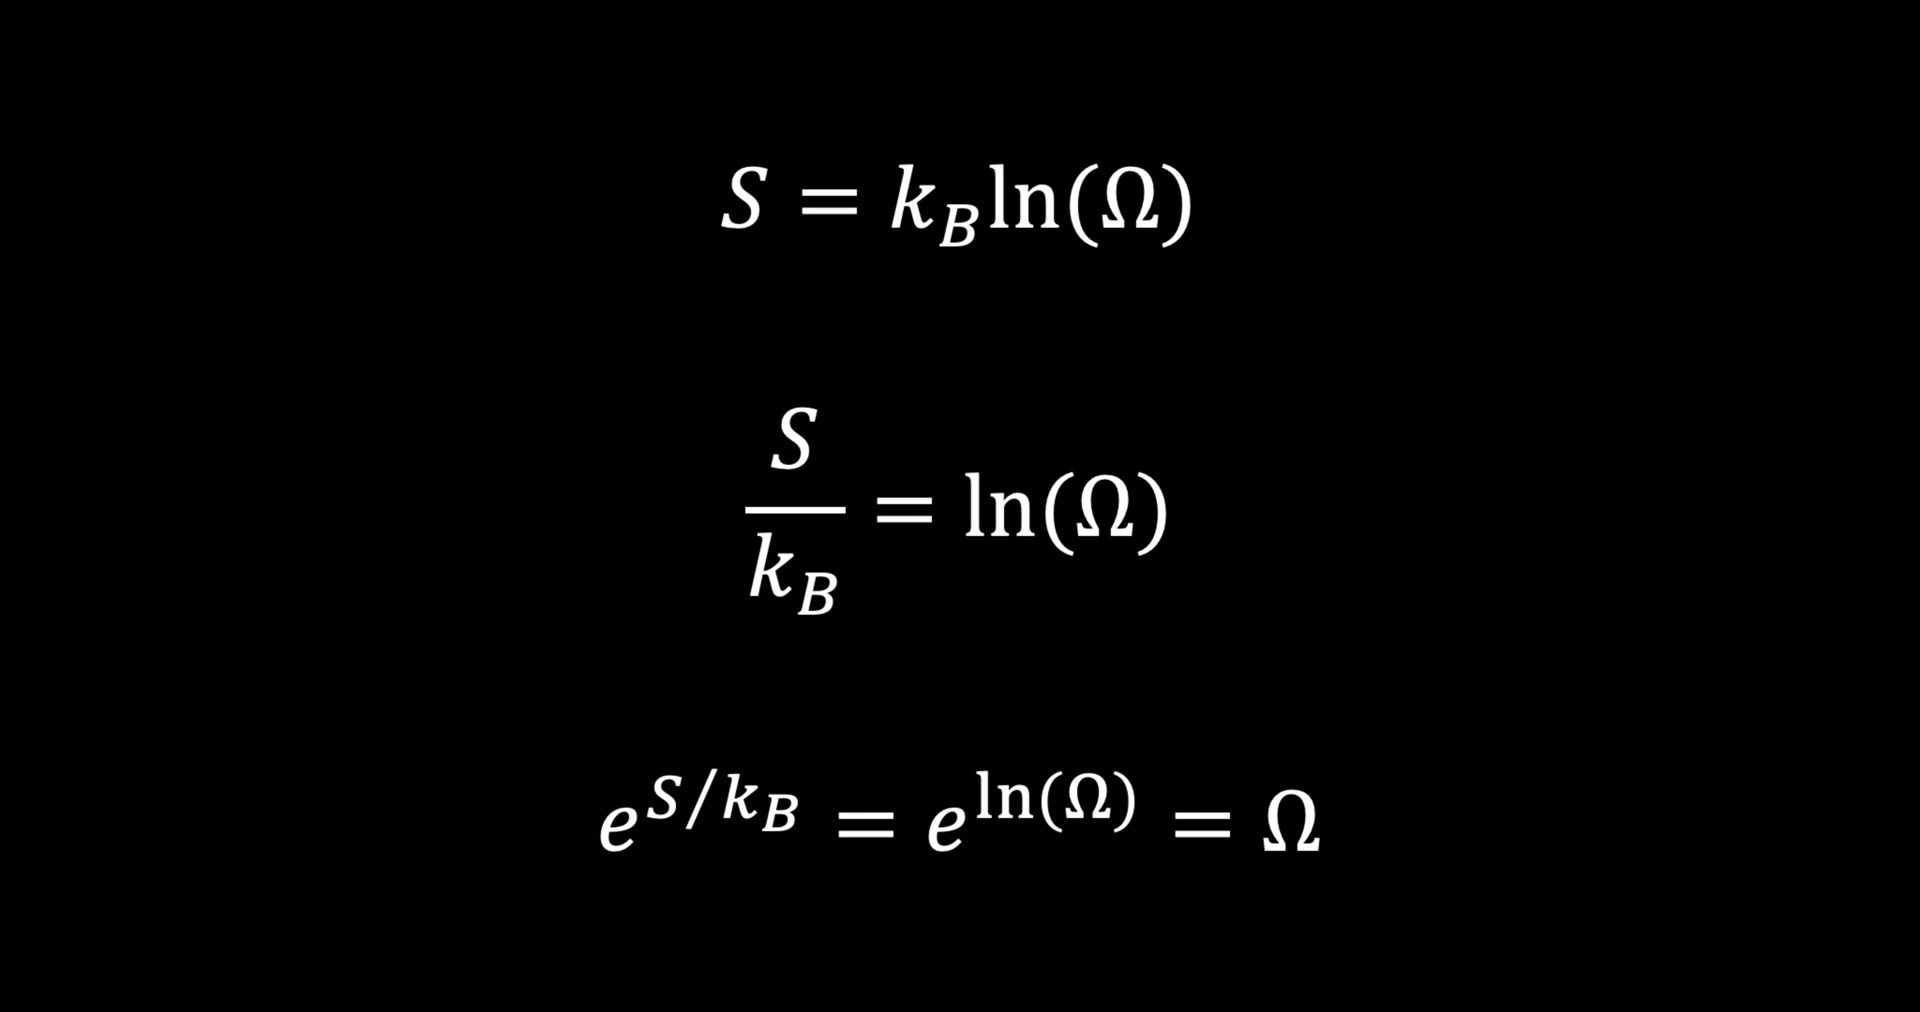 S = k_B ln(Ω)
S/k_B = ln(Ω)
e^{S/k_B} = e^{ln(Ω)} = Ω